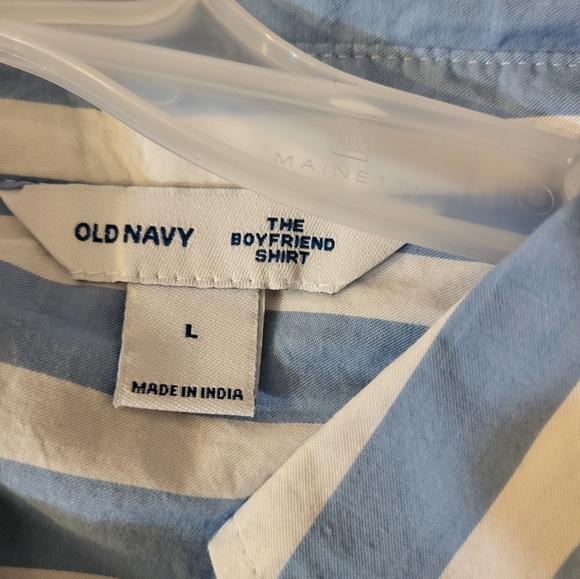 MAINETTI
OLD NAVY
THE
BOYFRIEND
SHIRT
L
MADE IN INDIA